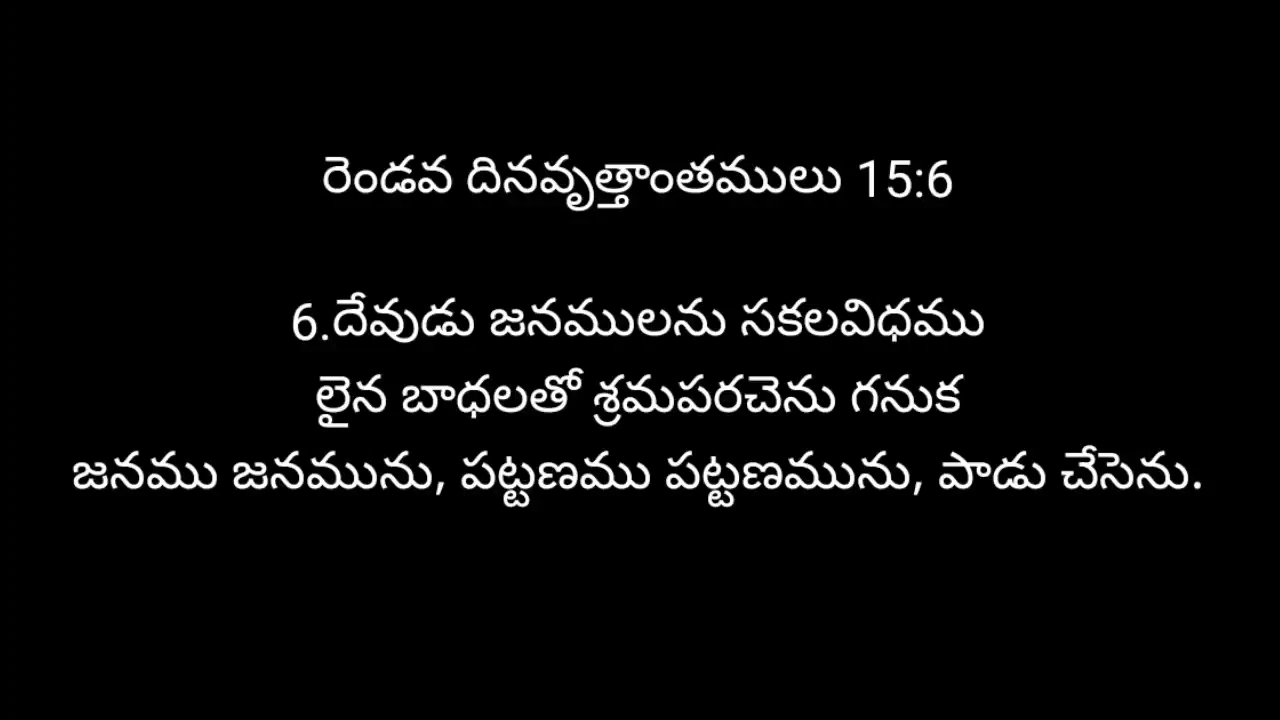 రెండవ దినవృత్తాంతములు 15:6
6.దేవుడు జనములను సకలవిధము
లైన బాధలతో శ్రమపరచెను గనుక
జనము జనమును, పట్టణము పట్టణమును, పాడు చేసెను.